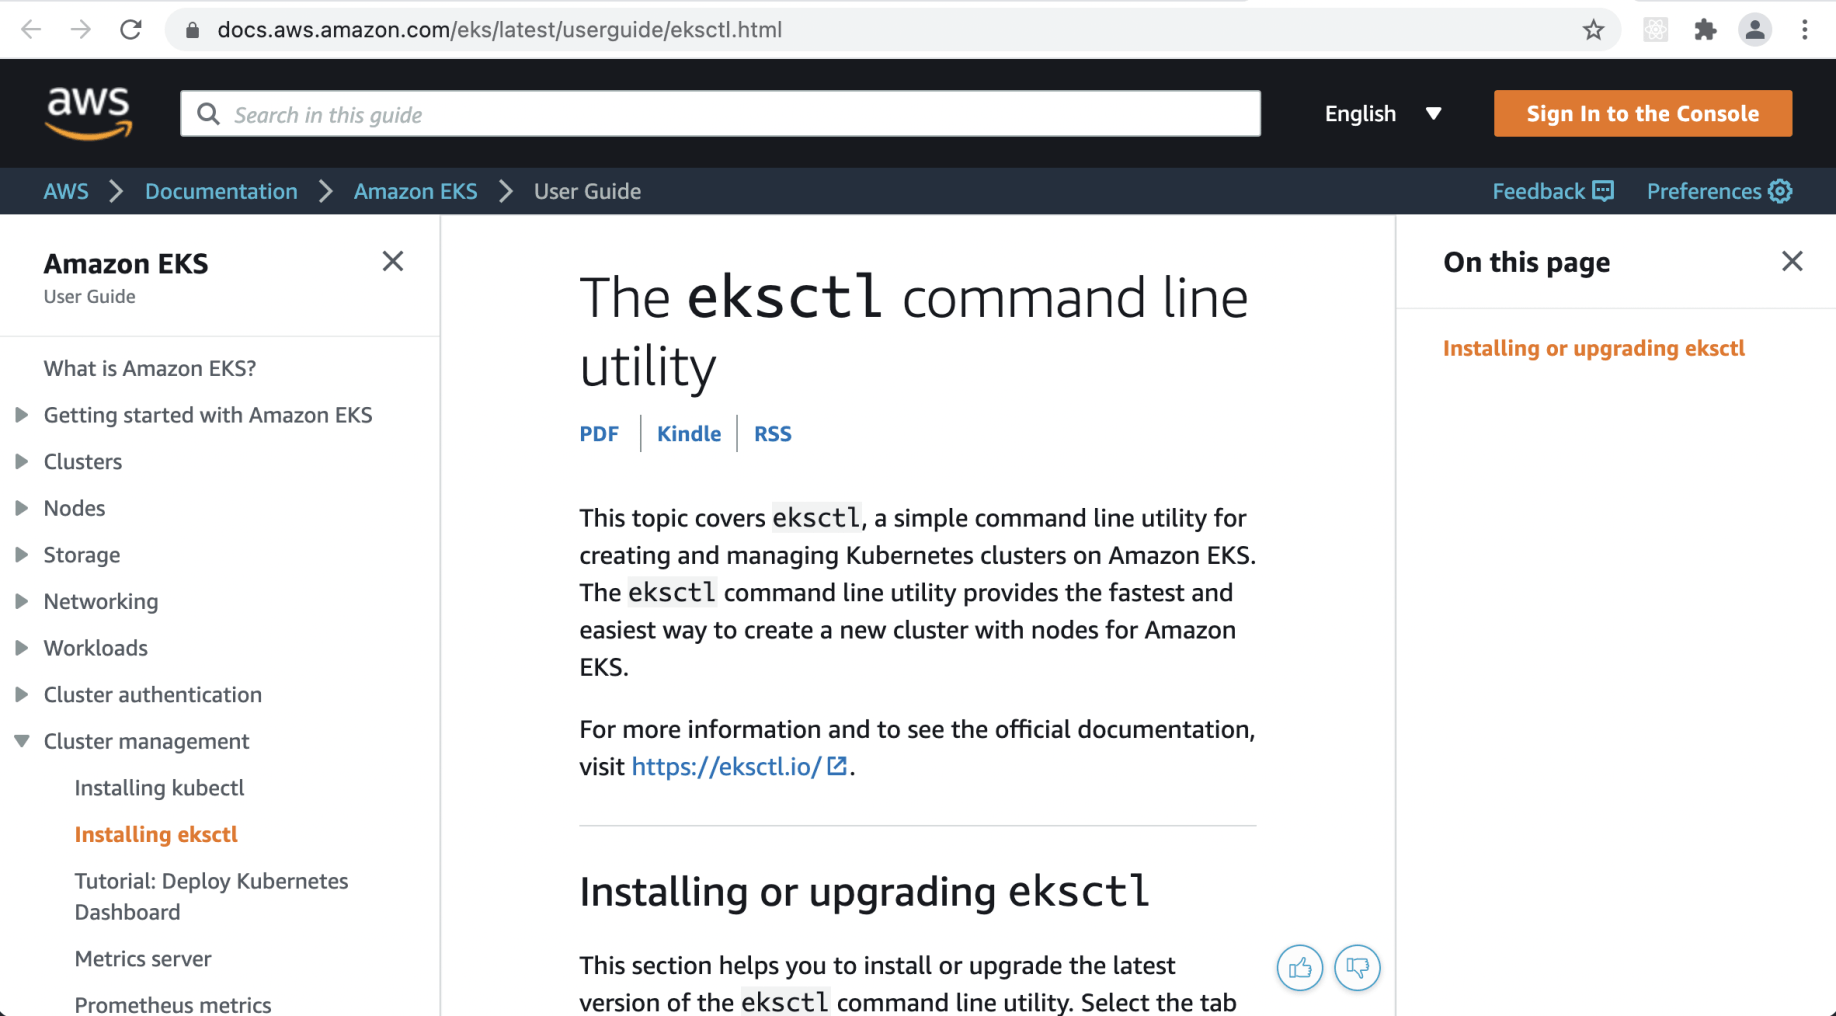 docs.aws.amazon.com/eks/latest/userguide/eksctl.html
aws
Search in this guide
English
Sign In to the Console
AWS
Documentation
Amazon EKS
User Guide
Feedback
Preferences
Amazon EKS
User Guide
What is Amazon EKS?
Getting started with Amazon EKS
Clusters
Nodes
Storage
Networking
Workloads
Cluster authentication
Cluster management
Installing kubectl
Installing eksctl
Tutorial: Deploy Kubernetes
Dashboard
Metrics server
Prometheus metrics
The eksctl command line
utility
PDF
Kindle
RSS
This topic covers eksctl, a simple command line utility for
creating and managing Kubernetes clusters on Amazon EKS.
The eksctl command line utility provides the fastest and
easiest way to create a new cluster with nodes for Amazon
EKS.
For more information and to see the official documentation,
visit https://eksctl.io/.
Installing or upgrading eksctl
This section helps you to install or upgrade the latest
version of the eksctl command line utility. Select the tab
On this page
Installing or upgrading eksctl